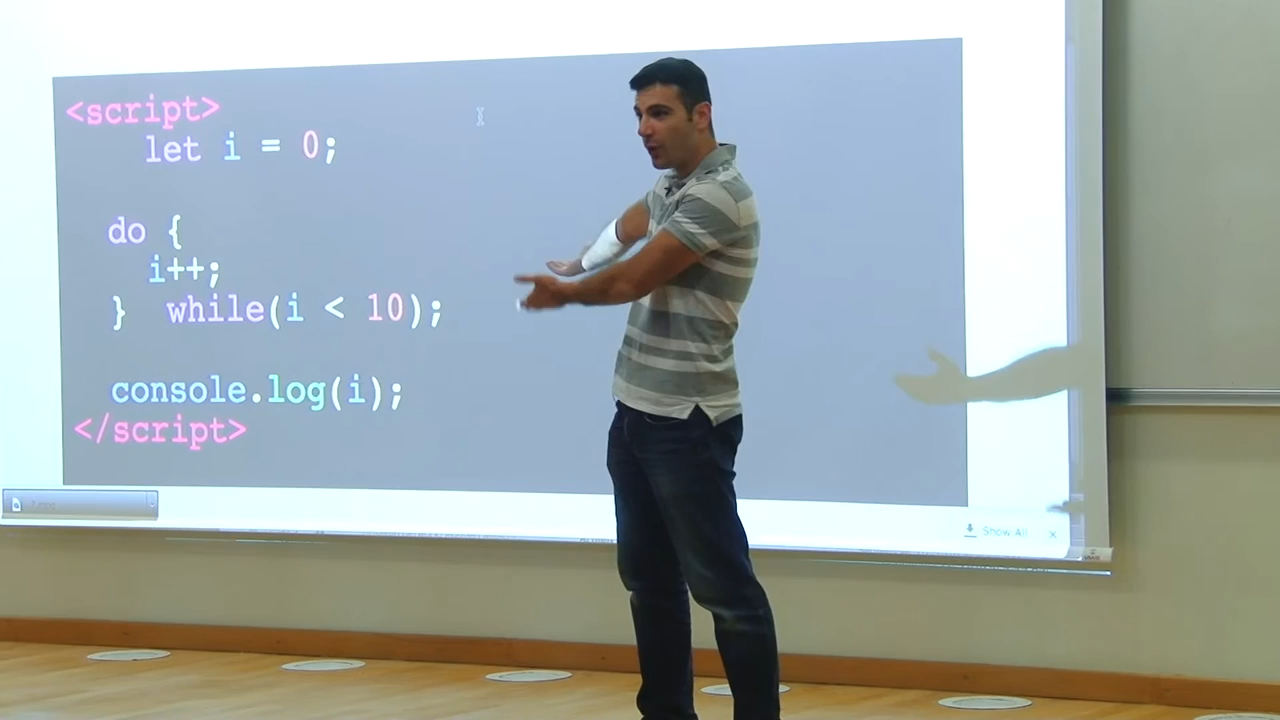 <script>
let i = 0;
do {
i++;
} while(i < 10);
console.log(i);
</script>
Show All